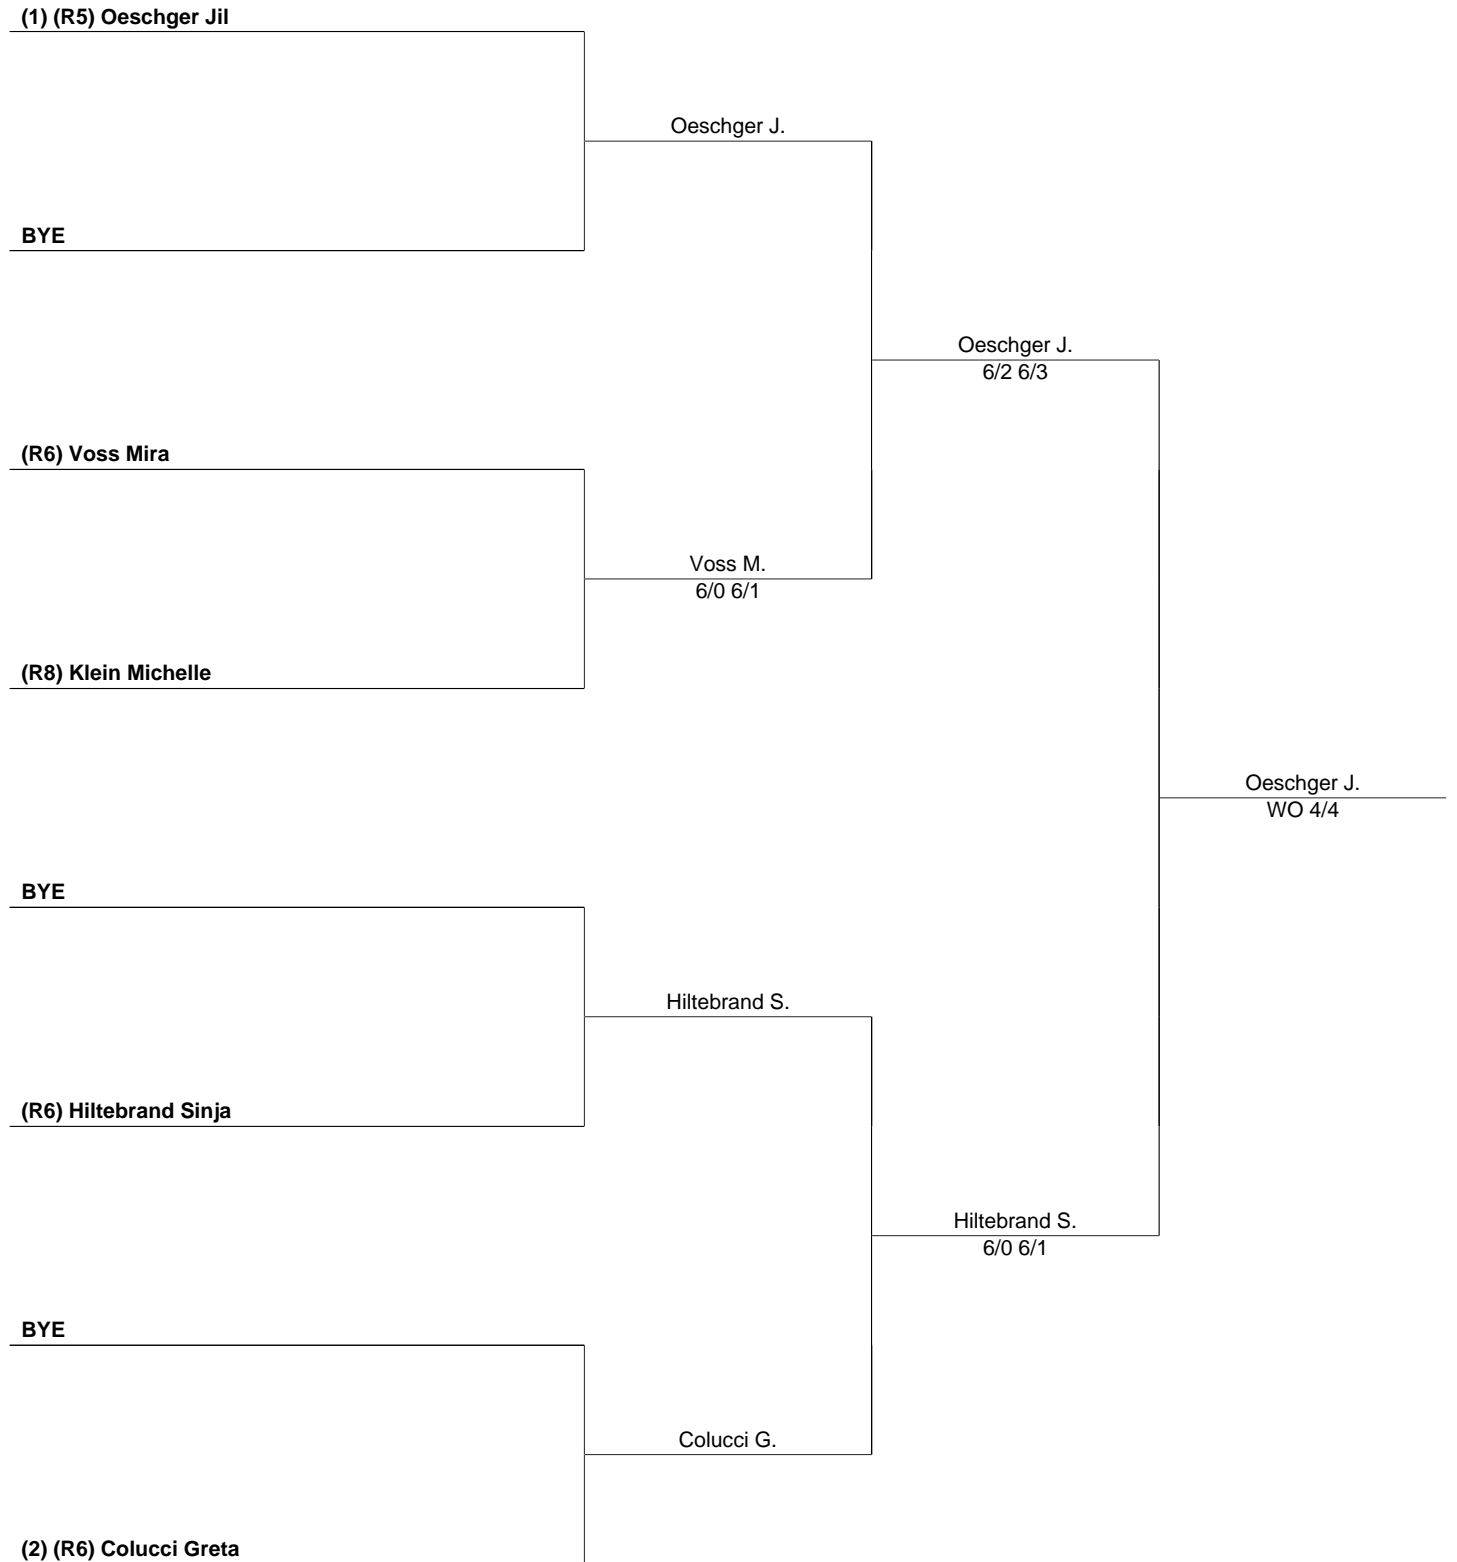 (1) (R5) Oeschger Jil
Oeschger J.
BYE
Oeschger J.
6/2 6/3
(R6) Voss Mira
Voss M.
6/0 6/1
(R8) Klein Michelle
Oeschger J.
WO 4/4
BYE
Hiltebrand S.
(R6) Hiltebrand Sinja
Hiltebrand S.
6/0 6/1
BYE
Colucci G.
(2) (R6) Colucci Greta